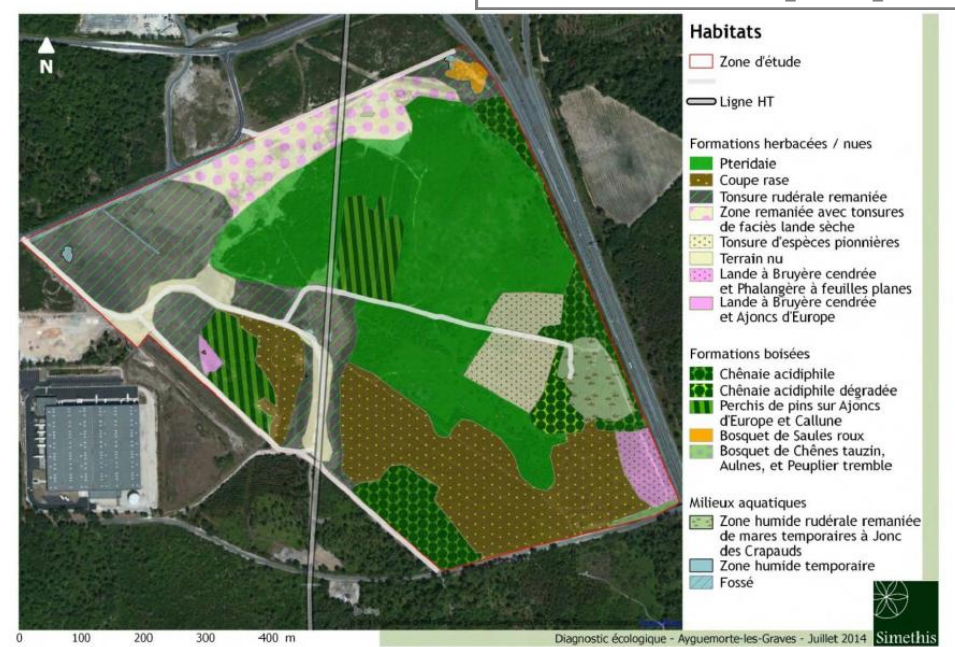 Habitats
N
Zone d'étude
Ligne HT
Formations herbacées / nues
Pteridaie
Coupe rase
Tonsure rudérale remaniée
Zone remaniée avec tonsures
de faciès lande sèche
Tonsure d'espèces pionnières
Terrain nu
Lande à Bruyère cendrée
et Phalangère à feuilles planes
Lande à Bruyère cendrée
et Ajoncs d'Europe
Formations boisées
Chênaie acidiphile
Chênaie acidiphile dégradée
Perchis de pins sur Ajoncs
d'Europe et Callune
Bosquet de Saules roux
Bosquet de Chênes tauzin,
Aulnes, et Peuplier tremble
Milieux aquatiques
Zone humide rudérale remaniée
de mares temporaires à Jonc
des Crapauds
Zone humide temporaire
Fossé
0 100 200 300 400 m
Diagnostic écologique - Ayguemorte-les-Graves - Juillet 2014
Simethis